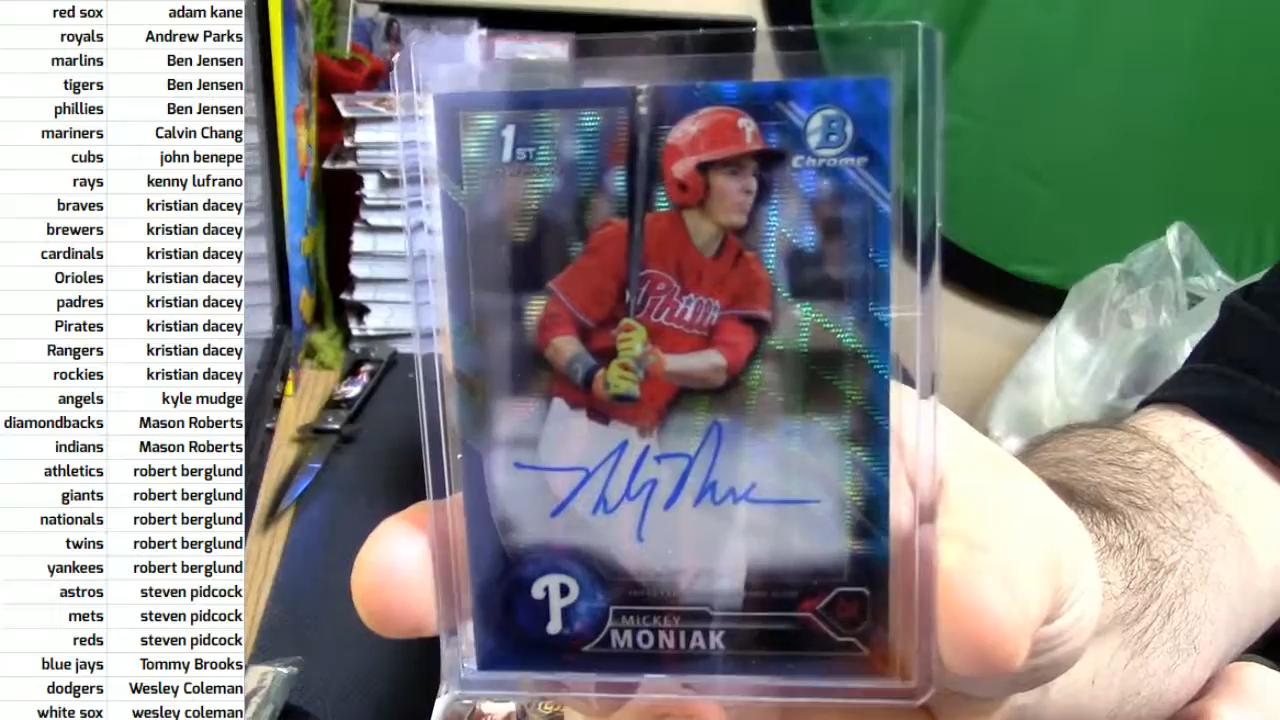 red sox adam kane
royals Andrew Parks
marlins Ben Jensen
tigers Ben Jensen
phillies Ben Jensen
mariners Calvin Chang
cubs john benepe
rays kenny lufrano
braves kristian dacey
brewers kristian dacey
cardinals kristian dacey
Orioles kristian dacey
padres kristian dacey
Pirates kristian dacey
Rangers kristian dacey
rockies kristian dacey
angels kyle mudge
diamondbacks Mason Roberts
indians Mason Roberts
athletics robert berglund
giants robert berglund
nationals robert berglund
twins robert berglund
yankees robert berglund
astros steven pidcock
mets steven pidcock
reds steven pidcock
blue jays Tommy Brooks
dodgers Wesley Coleman
white sox wesley coleman
1ST
B
Chrome
P
Philli
P
MICKEY
MONIAK